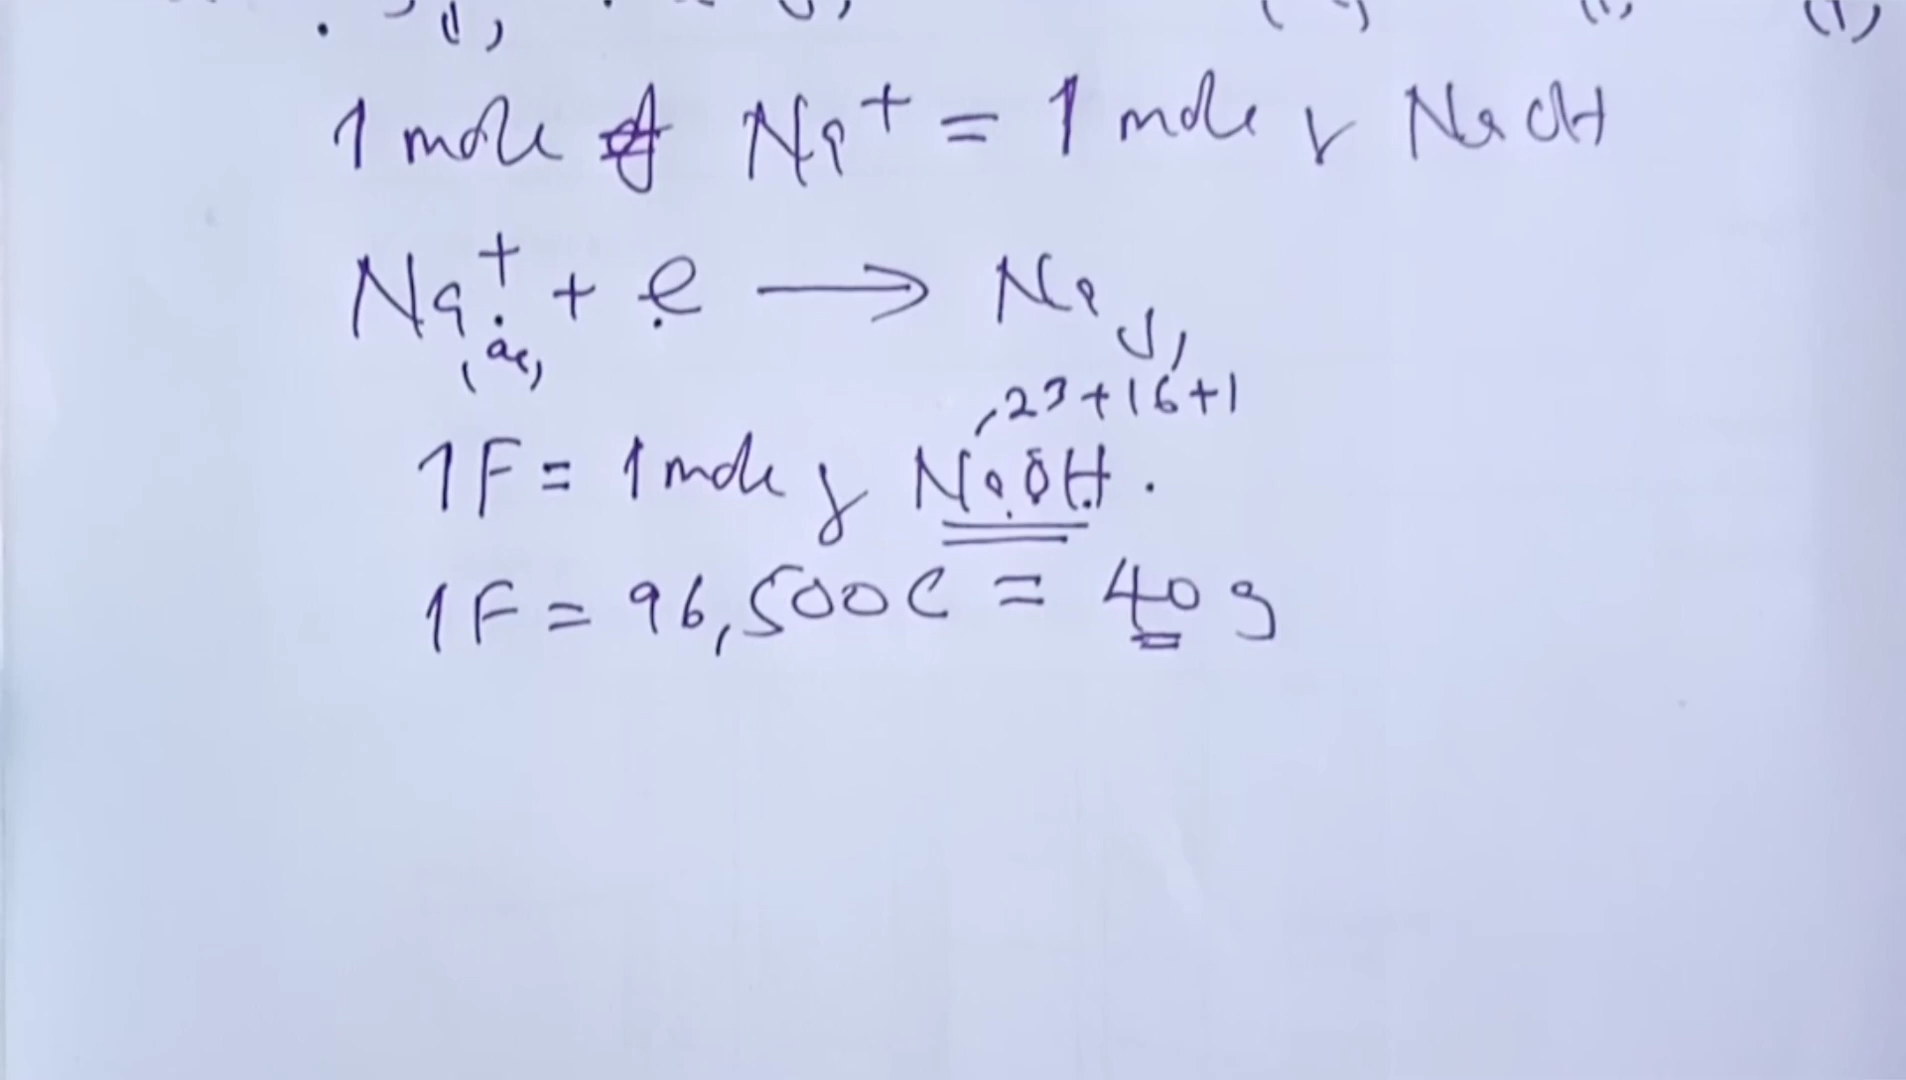 1 mole of Na⁺ = 1 mole of NaOH
Na⁺(aq) + e → Na(s)
23+16+1
1F = 1 mole of NaOH.
1F = 96,500C = 40g